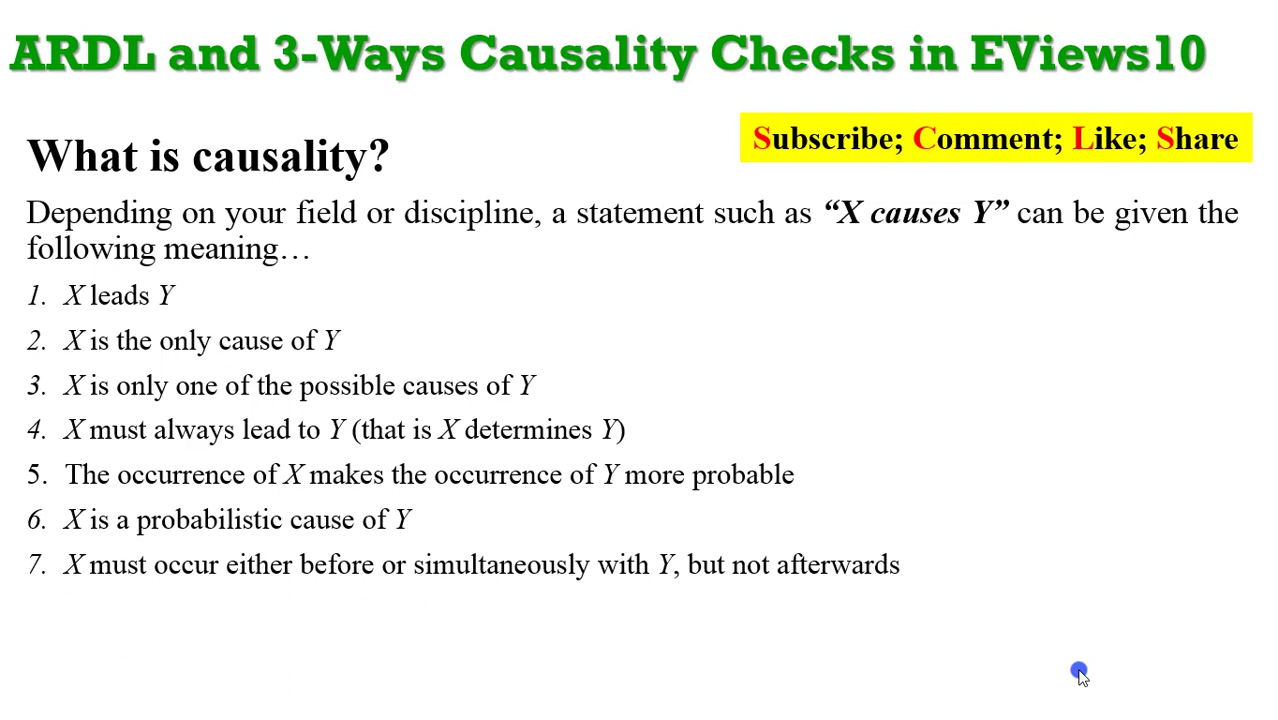 ARDL and 3-Ways Causality Checks in EViews10
Subscribe; Comment; Like; Share
What is causality?
Depending on your field or discipline, a statement such as “X causes Y” can be given the
following meaning…
1. X leads Y
2. X is the only cause of Y
3. X is only one of the possible causes of Y
4. X must always lead to Y (that is X determines Y)
5. The occurrence of X makes the occurrence of Y more probable
6. X is a probabilistic cause of Y
7. X must occur either before or simultaneously with Y, but not afterwards